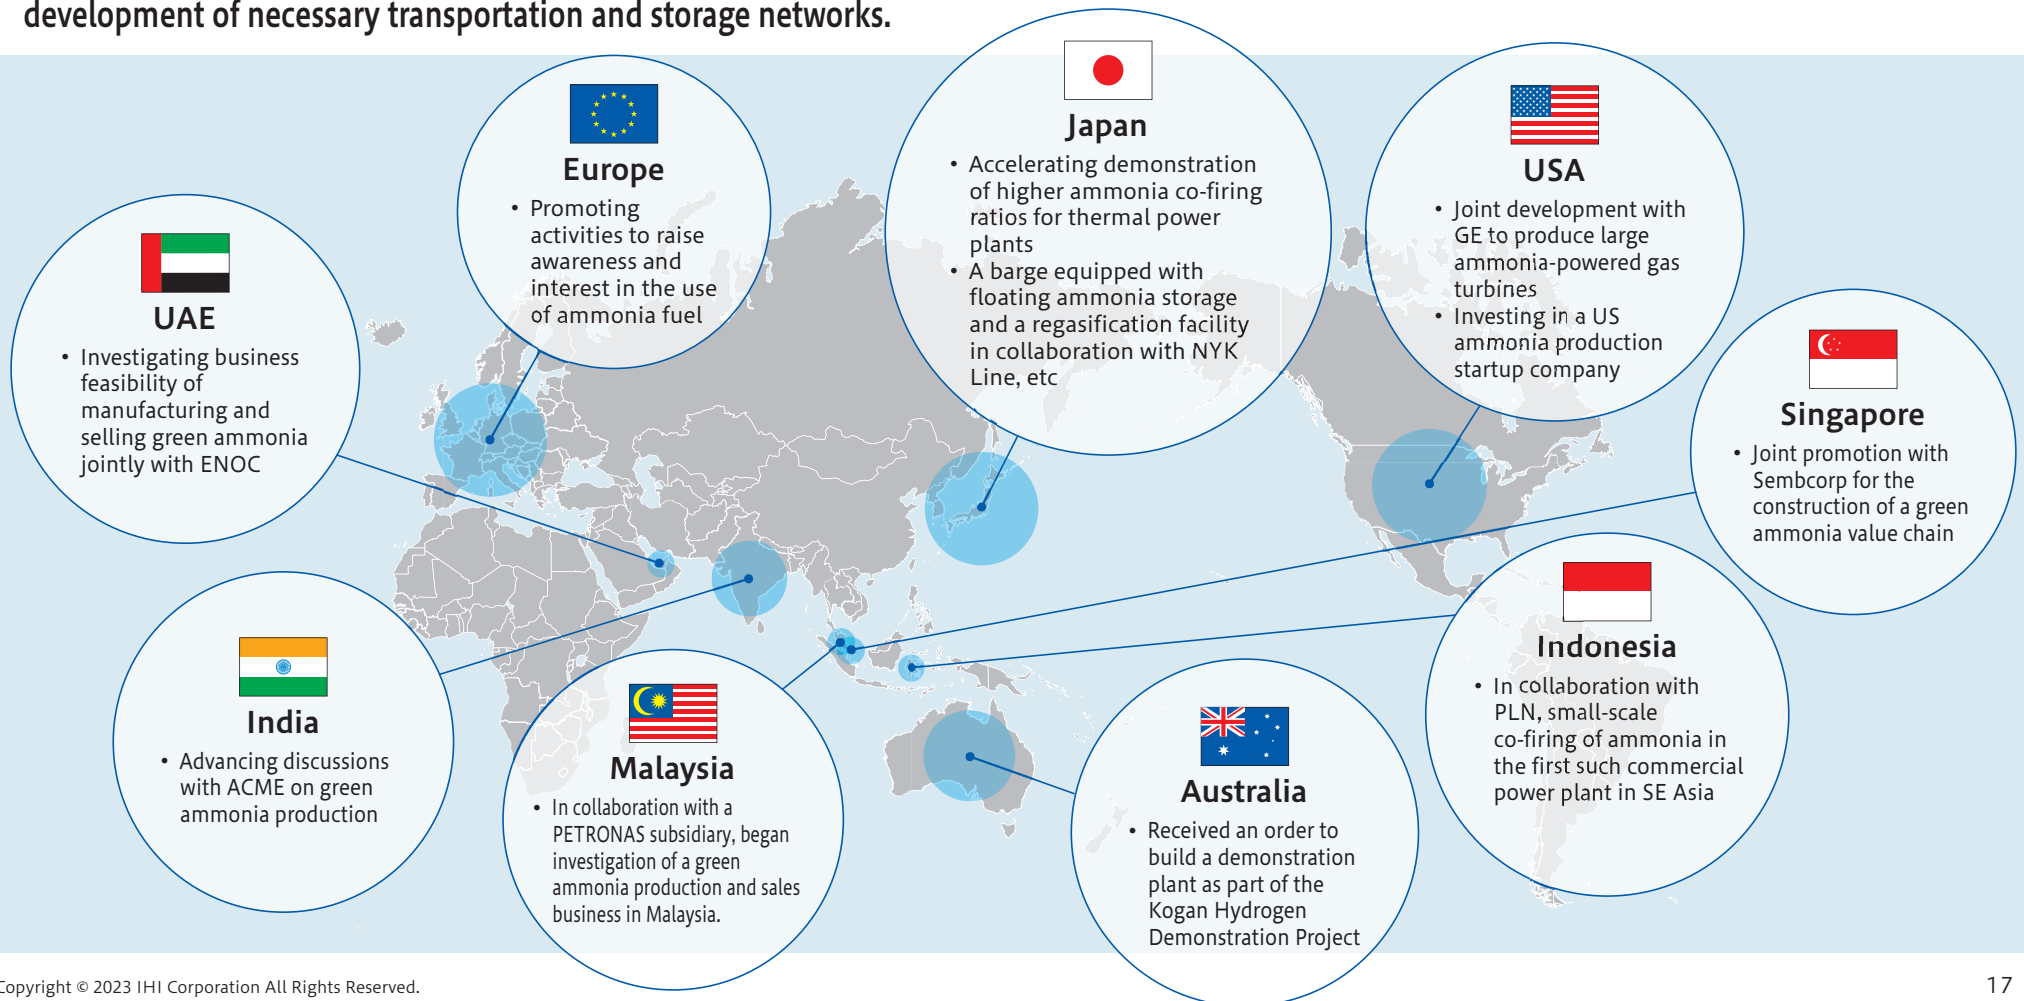 development of necessary transportation and storage networks.
Europe
• Promoting
activities to raise
awareness and
interest in the use
of ammonia fuel
Japan
• Accelerating demonstration
of higher ammonia co-firing
ratios for thermal power
plants
• A barge equipped with
floating ammonia storage
and a regasification facility
in collaboration with NYK
Line, etc
USA
• Joint development with
GE to produce large
ammonia-powered gas
turbines
• Investing in a US
ammonia production
startup company
UAE
• Investigating business
feasibility of
manufacturing and
selling green ammonia
jointly with ENOC
Singapore
• Joint promotion with
Sembcorp for the
construction of a green
ammonia value chain
India
• Advancing discussions
with ACME on green
ammonia production
Malaysia
• In collaboration with a
PETRONAS subsidiary, began
investigation of a green
ammonia production and sales
business in Malaysia.
Australia
• Received an order to
build a demonstration
plant as part of the
Kogan Hydrogen
Demonstration Project
Indonesia
• In collaboration with
PLN, small-scale
co-firing of ammonia in
the first such commercial
power plant in SE Asia
Copyright © 2023 IHI Corporation All Rights Reserved.
17